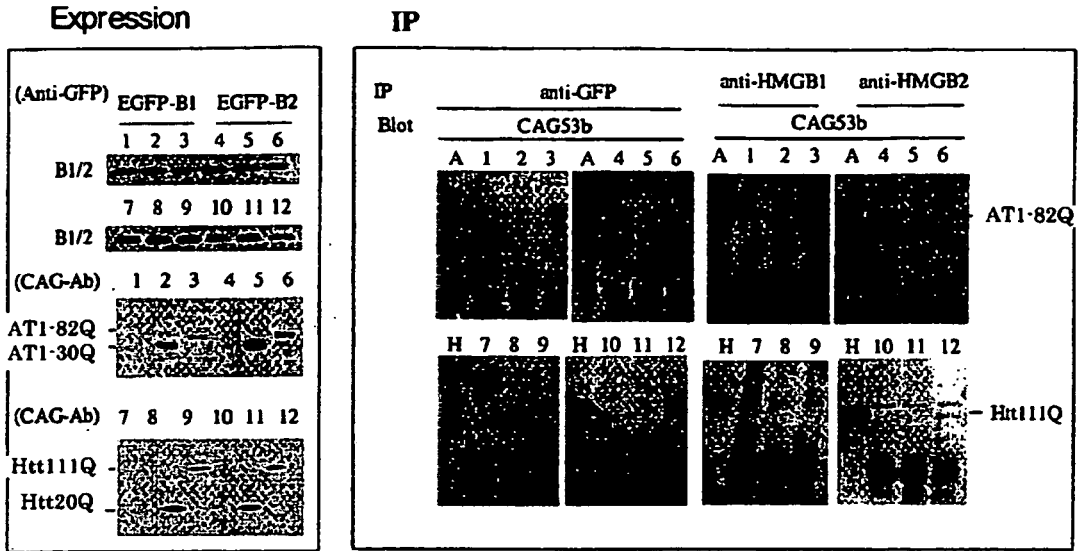 Expression
IP
(Anti-GFP)
EGFP-B1 EGFP-B2
1 2 3 4 5 6
B1/2
7 8 9 10 11 12
B1/2
(CAG-Ab) 1 2 3 4 5 6
AT1-82Q
AT1-30Q
(CAG-Ab) 7 8 9 10 11 12
Htt111Q
Htt20Q
IP anti-GFP anti-HMGB1 anti-HMGB2
Blot CAG53b CAG53b
A 1 2 3 A 4 5 6 A 1 2 3 A 4 5 6
AT1-82Q
H 7 8 9 H 10 11 12 H 7 8 9 H 10 11 12
Htt111Q